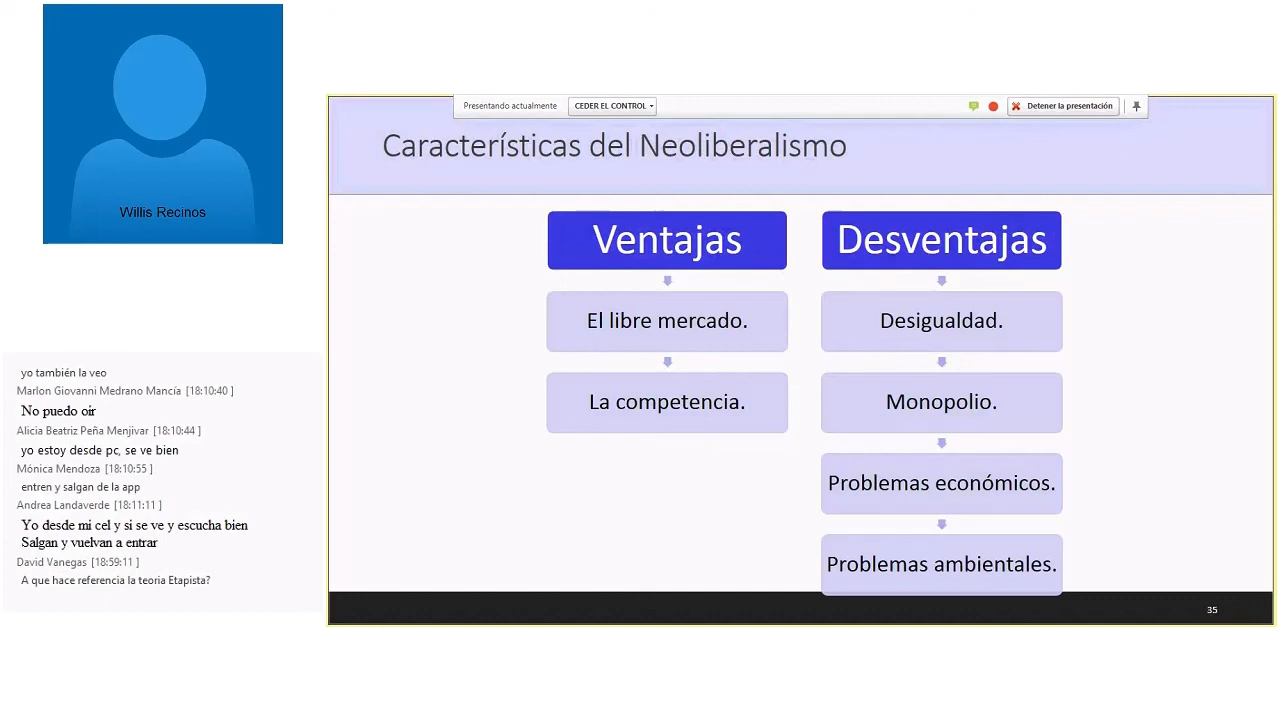 Willis Recinos
yo también la veo
Marlon Giovanni Medrano Mancía [18:10:40 ]
No puedo oir
Alicia Beatriz Peña Menjivar [18:10:44 ]
yo estoy desde pc, se ve bien
Mónica Mendoza [18:10:55 ]
entren y salgan de la app
Andrea Landaverde [18:11:11 ]
Yo desde mi cel y si se ve y escucha bien
Salgan y vuelvan a entrar
David Vanegas [18:59:11 ]
A que hace referencia la teoria Etapista?
Presentando actualmente
CEDER EL CONTROL
Detener la presentación
Características del Neoliberalismo
Ventajas
El libre mercado.
La competencia.
Desventajas
Desigualdad.
Monopolio.
Problemas económicos.
Problemas ambientales.
35